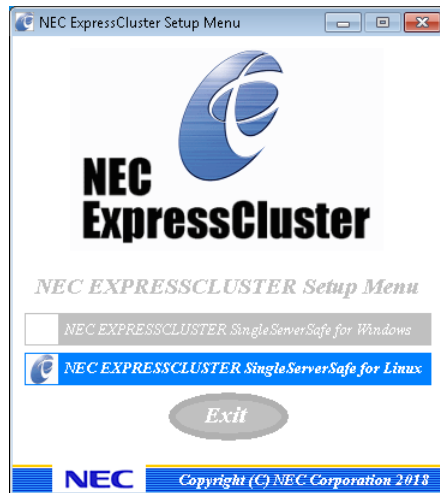 NEC ExpressCluster Setup Menu
NEC
ExpressCluster
NEC EXPRESSCLUSTER Setup Menu
NEC EXPRESSCLUSTER SingleServerSafe for Windows
NEC EXPRESSCLUSTER SingleServerSafe for Linux
Exit
NEC Copyright (C) NEC Corporation 2018